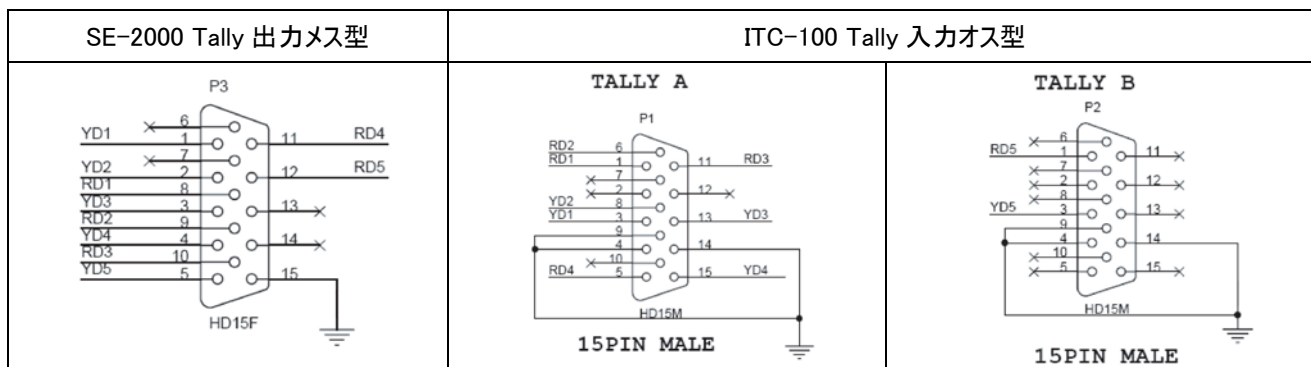 SE-2000 Tally 出力メス型
ITC-100 Tally 入力オス型
P3
6
YD1 1 11 RD4
7
YD2 2 12 RD5
RD1 8
YD3 3 13
RD2 9
YD4 4 14
RD3 10
YD5 5 15
HD15F
TALLY A
P1
RD2 6
RD1 1 11 RD3
7
2 12
YD2 8
YD1 3 13 YD3
9
4 14
10
RD4 5 15 YD4
HD15M
15PIN MALE
TALLY B
P2
6
RD5 1 11
7
2 12
8
YD5 3 13
9
4 14
10
5 15
HD15M
15PIN MALE